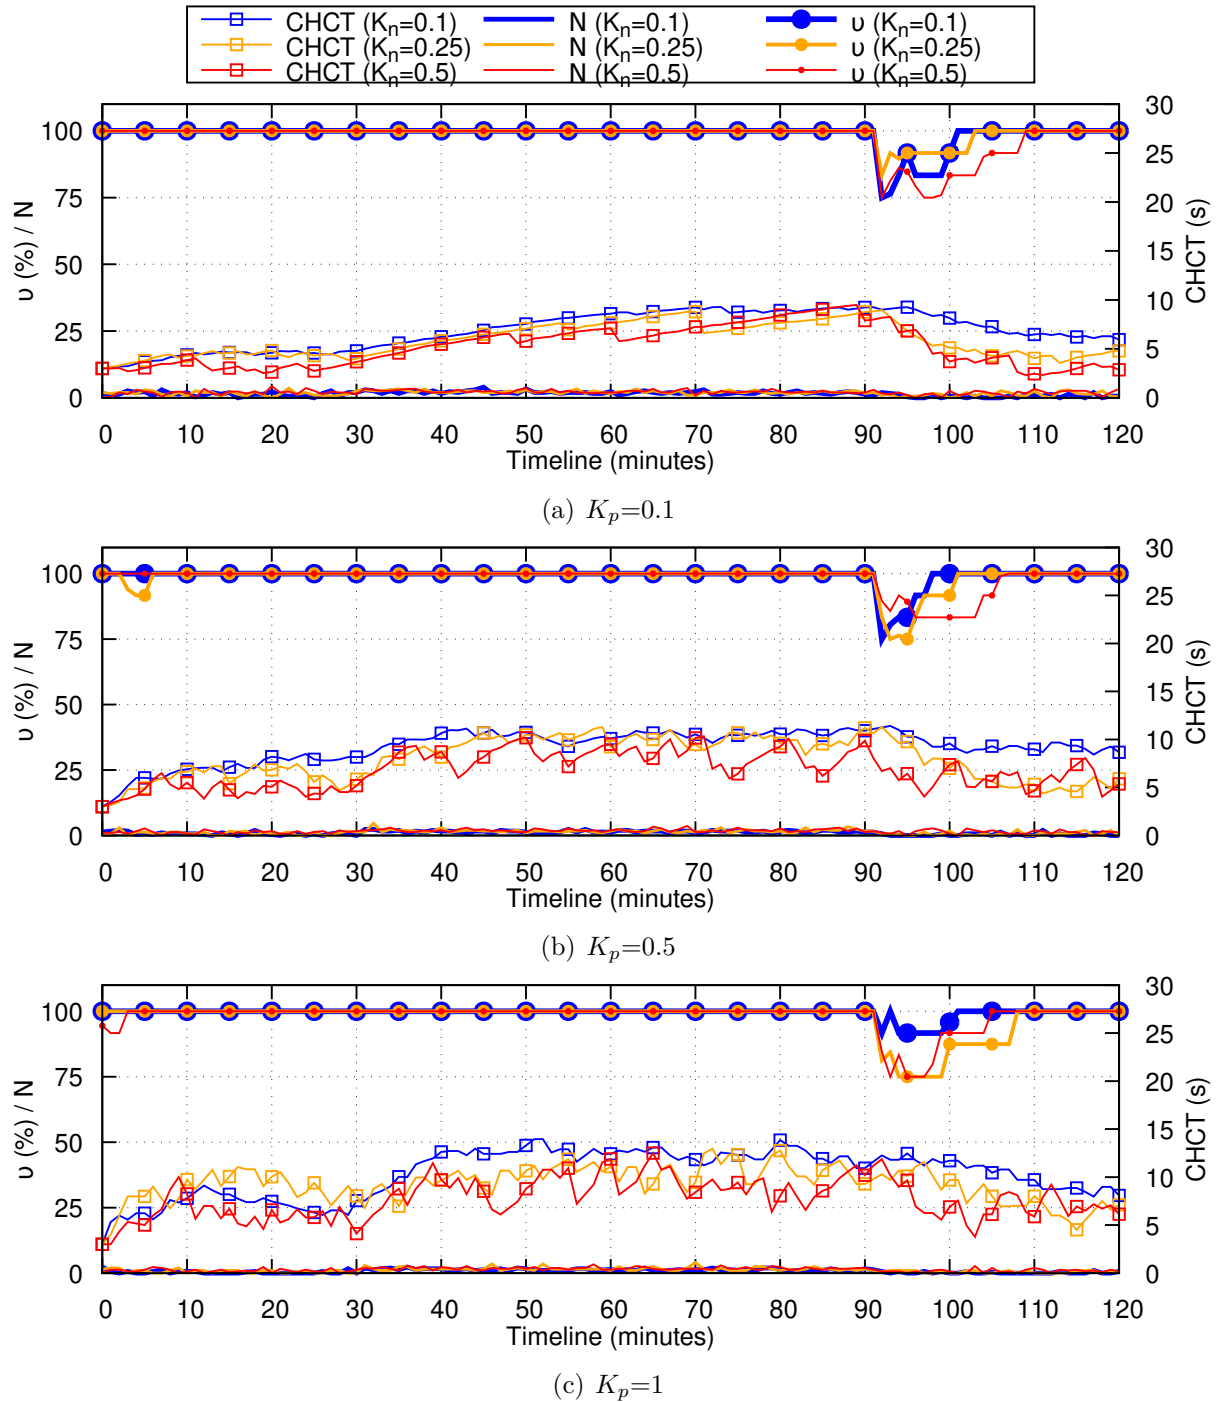 CHCT (Kn=0.1) N (Kn=0.1) υ (Kn=0.1)
CHCT (Kn=0.25) N (Kn=0.25) υ (Kn=0.25)
CHCT (Kn=0.5) N (Kn=0.5) υ (Kn=0.5)
υ (%) / N
100
75
50
25
0
30
25
20
15
10
5
0
CHCT (s)
0 10 20 30 40 50 60 70 80 90 100 110 120
Timeline (minutes)
(a) Kp=0.1
υ (%) / N
100
75
50
25
0
30
25
20
15
10
5
0
CHCT (s)
0 10 20 30 40 50 60 70 80 90 100 110 120
Timeline (minutes)
(b) Kp=0.5
υ (%) / N
100
75
50
25
0
30
25
20
15
10
5
0
CHCT (s)
0 10 20 30 40 50 60 70 80 90 100 110 120
Timeline (minutes)
(c) Kp=1